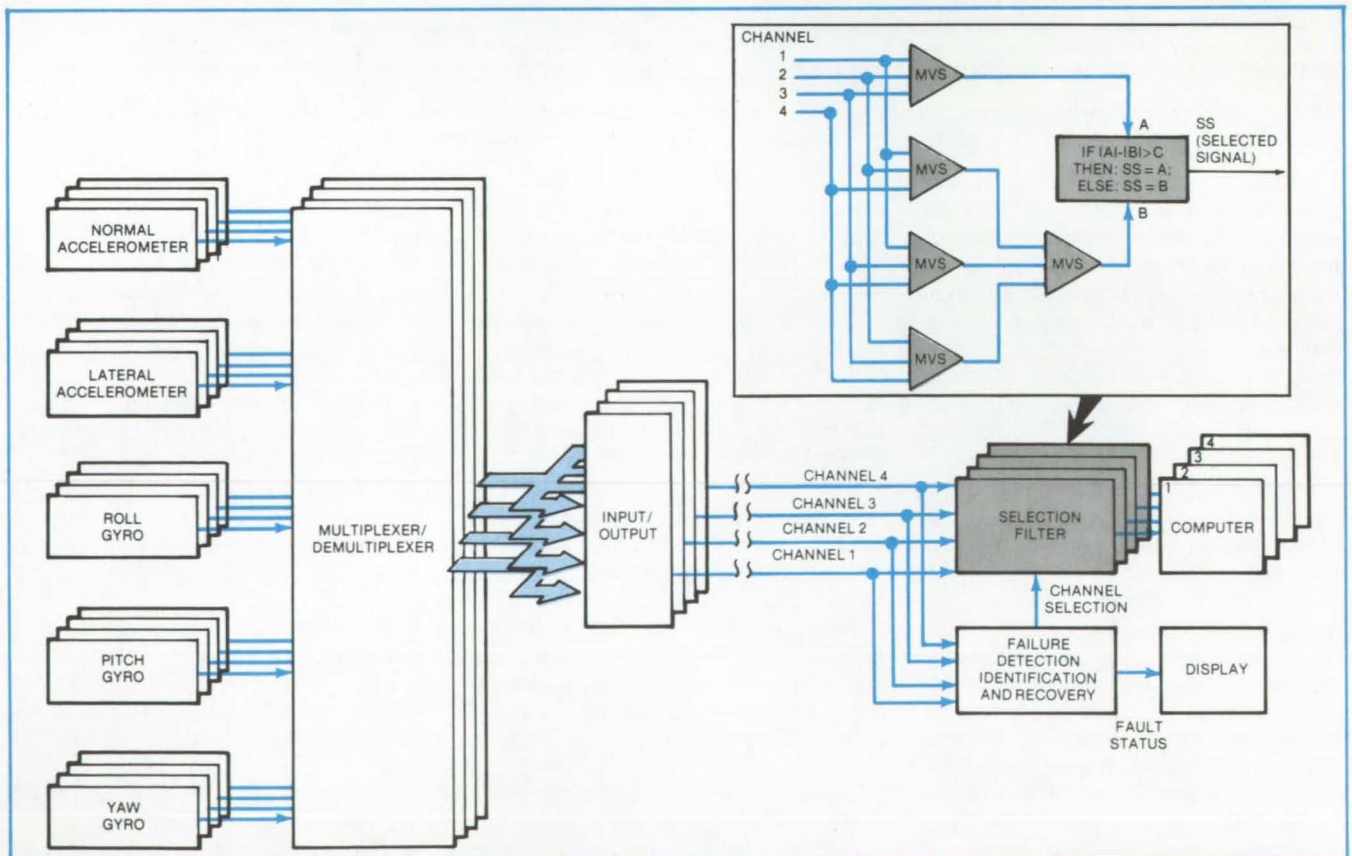 CHANNEL
1
2
3
4
MVS
MVS
MVS
MVS
MVS
A
IF |A|-|B|>C
THEN: SS = A;
ELSE: SS = B
B
SS
(SELECTED
SIGNAL)
NORMAL
ACCELEROMETER
LATERAL
ACCELEROMETER
ROLL
GYRO
PITCH
GYRO
YAW
GYRO
MULTIPLEXER/
DEMULTIPLEXER
INPUT/
OUTPUT
CHANNEL 4
CHANNEL 3
CHANNEL 2
CHANNEL 1
SELECTION
FILTER
4
3
2
1
COMPUTER
CHANNEL
SELECTION
FAILURE
DETECTION
IDENTIFICATION
AND RECOVERY
DISPLAY
FAULT
STATUS